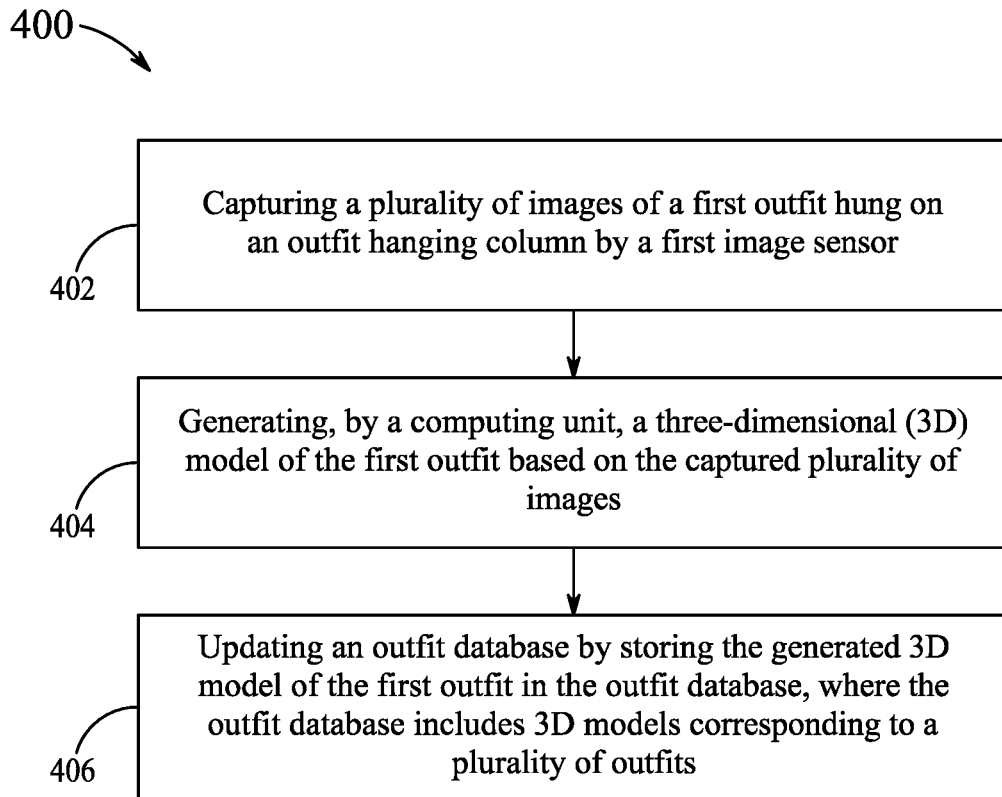 400
Capturing a plurality of images of a first outfit hung on
an outfit hanging column by a first image sensor
402
Generating, by a computing unit, a three-dimensional (3D)
model of the first outfit based on the captured plurality of
images
404
Updating an outfit database by storing the generated 3D
model of the first outfit in the outfit database, where the
outfit database includes 3D models corresponding to a
plurality of outfits
406